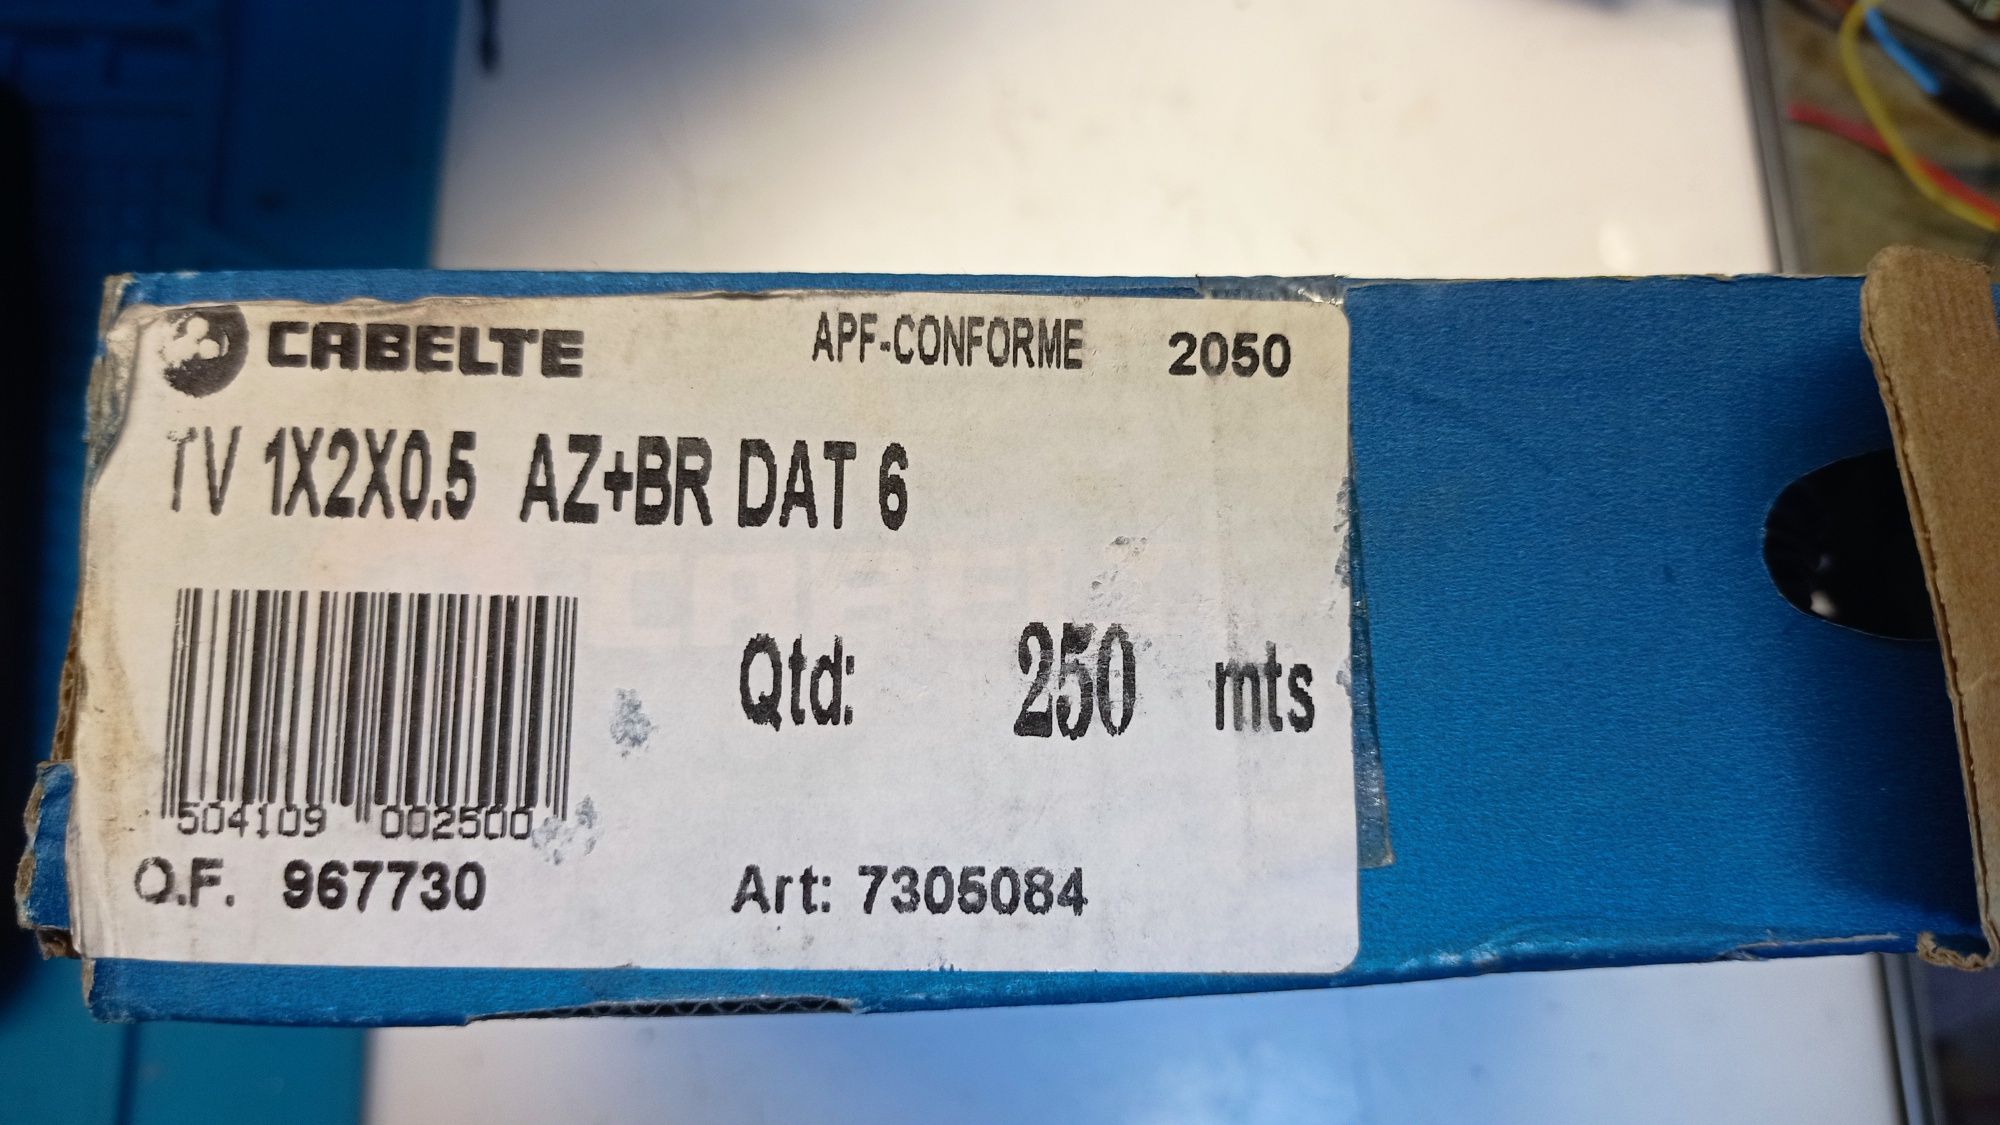 CABELTE APF-CONFORME 2050
TV 1X2X0.5 AZ+BR DAT 6
Qtd: 250 mts
504109 002500
O.F. 967730 Art: 7305084